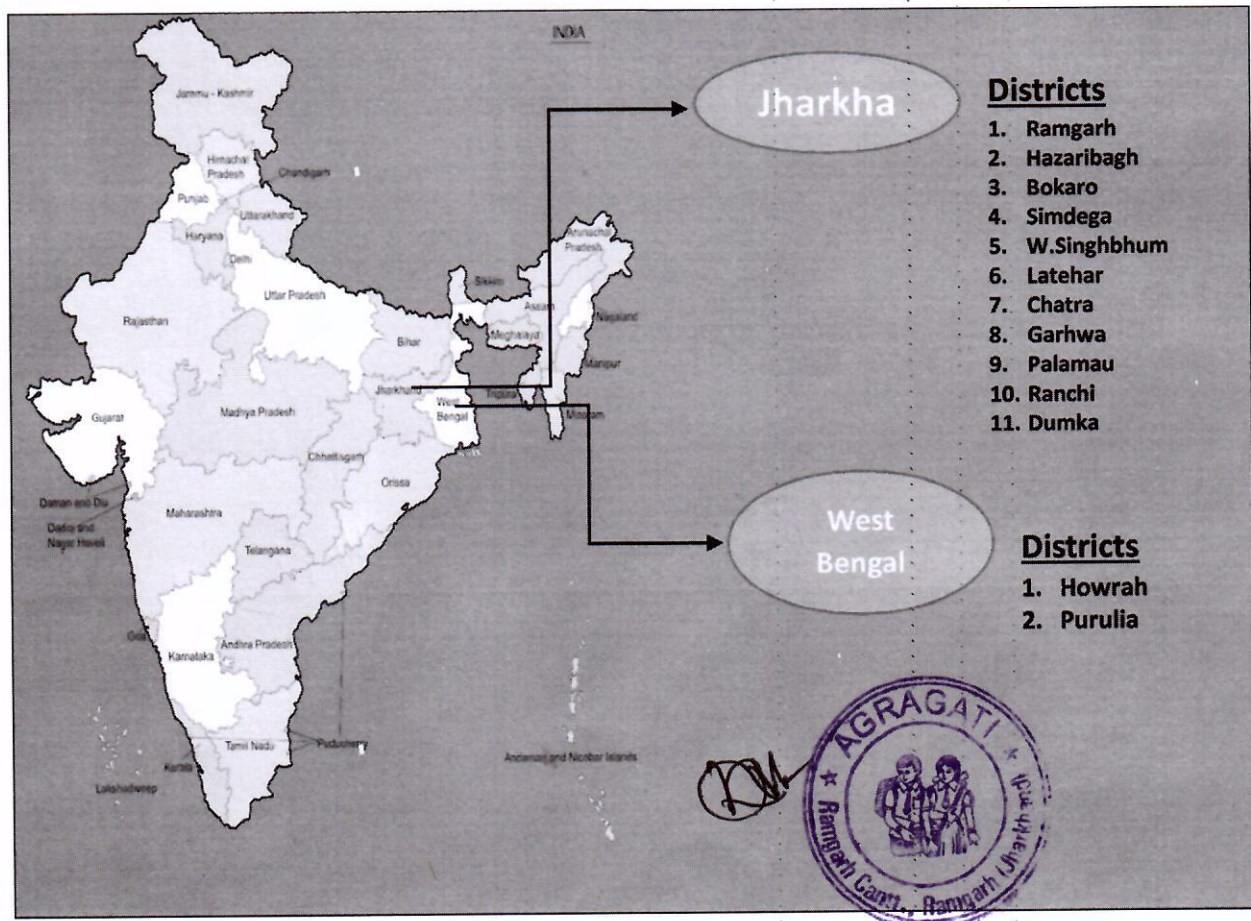 INDIA
Jammu - Kashmir
Himachal
Pradesh
Chandigarh
Punjab
Uttarakhand
Haryana
Delhi
Uttar Pradesh
Rajasthan
Sikkim
Arunachal
Pradesh
Assam
Nagaland
Meghalaya
Bihar
Manipur
Jharkhand
Tripura
West
Bengal
Mizoram
Gujarat
Madhya Pradesh
Chhattisgarh
Orissa
Daman and Diu
Dadra and
Nagar Haveli
Maharashtra
Telangana
Goa
Andhra Pradesh
Karnataka
Tamil Nadu
Puducherry
Kerala
Lakshadweep
Andaman and Nicobar Islands
Jharkha
Districts
1. Ramgarh
2. Hazaribagh
3. Bokaro
4. Simdega
5. W.Singhbhum
6. Latehar
7. Chatra
8. Garhwa
9. Palamau
10. Ranchi
11. Dumka
West
Bengal
Districts
1. Howrah
2. Purulia
★ AGRAGATI ★
Ramgarh Cantt., Ramgarh (Jharkhand)